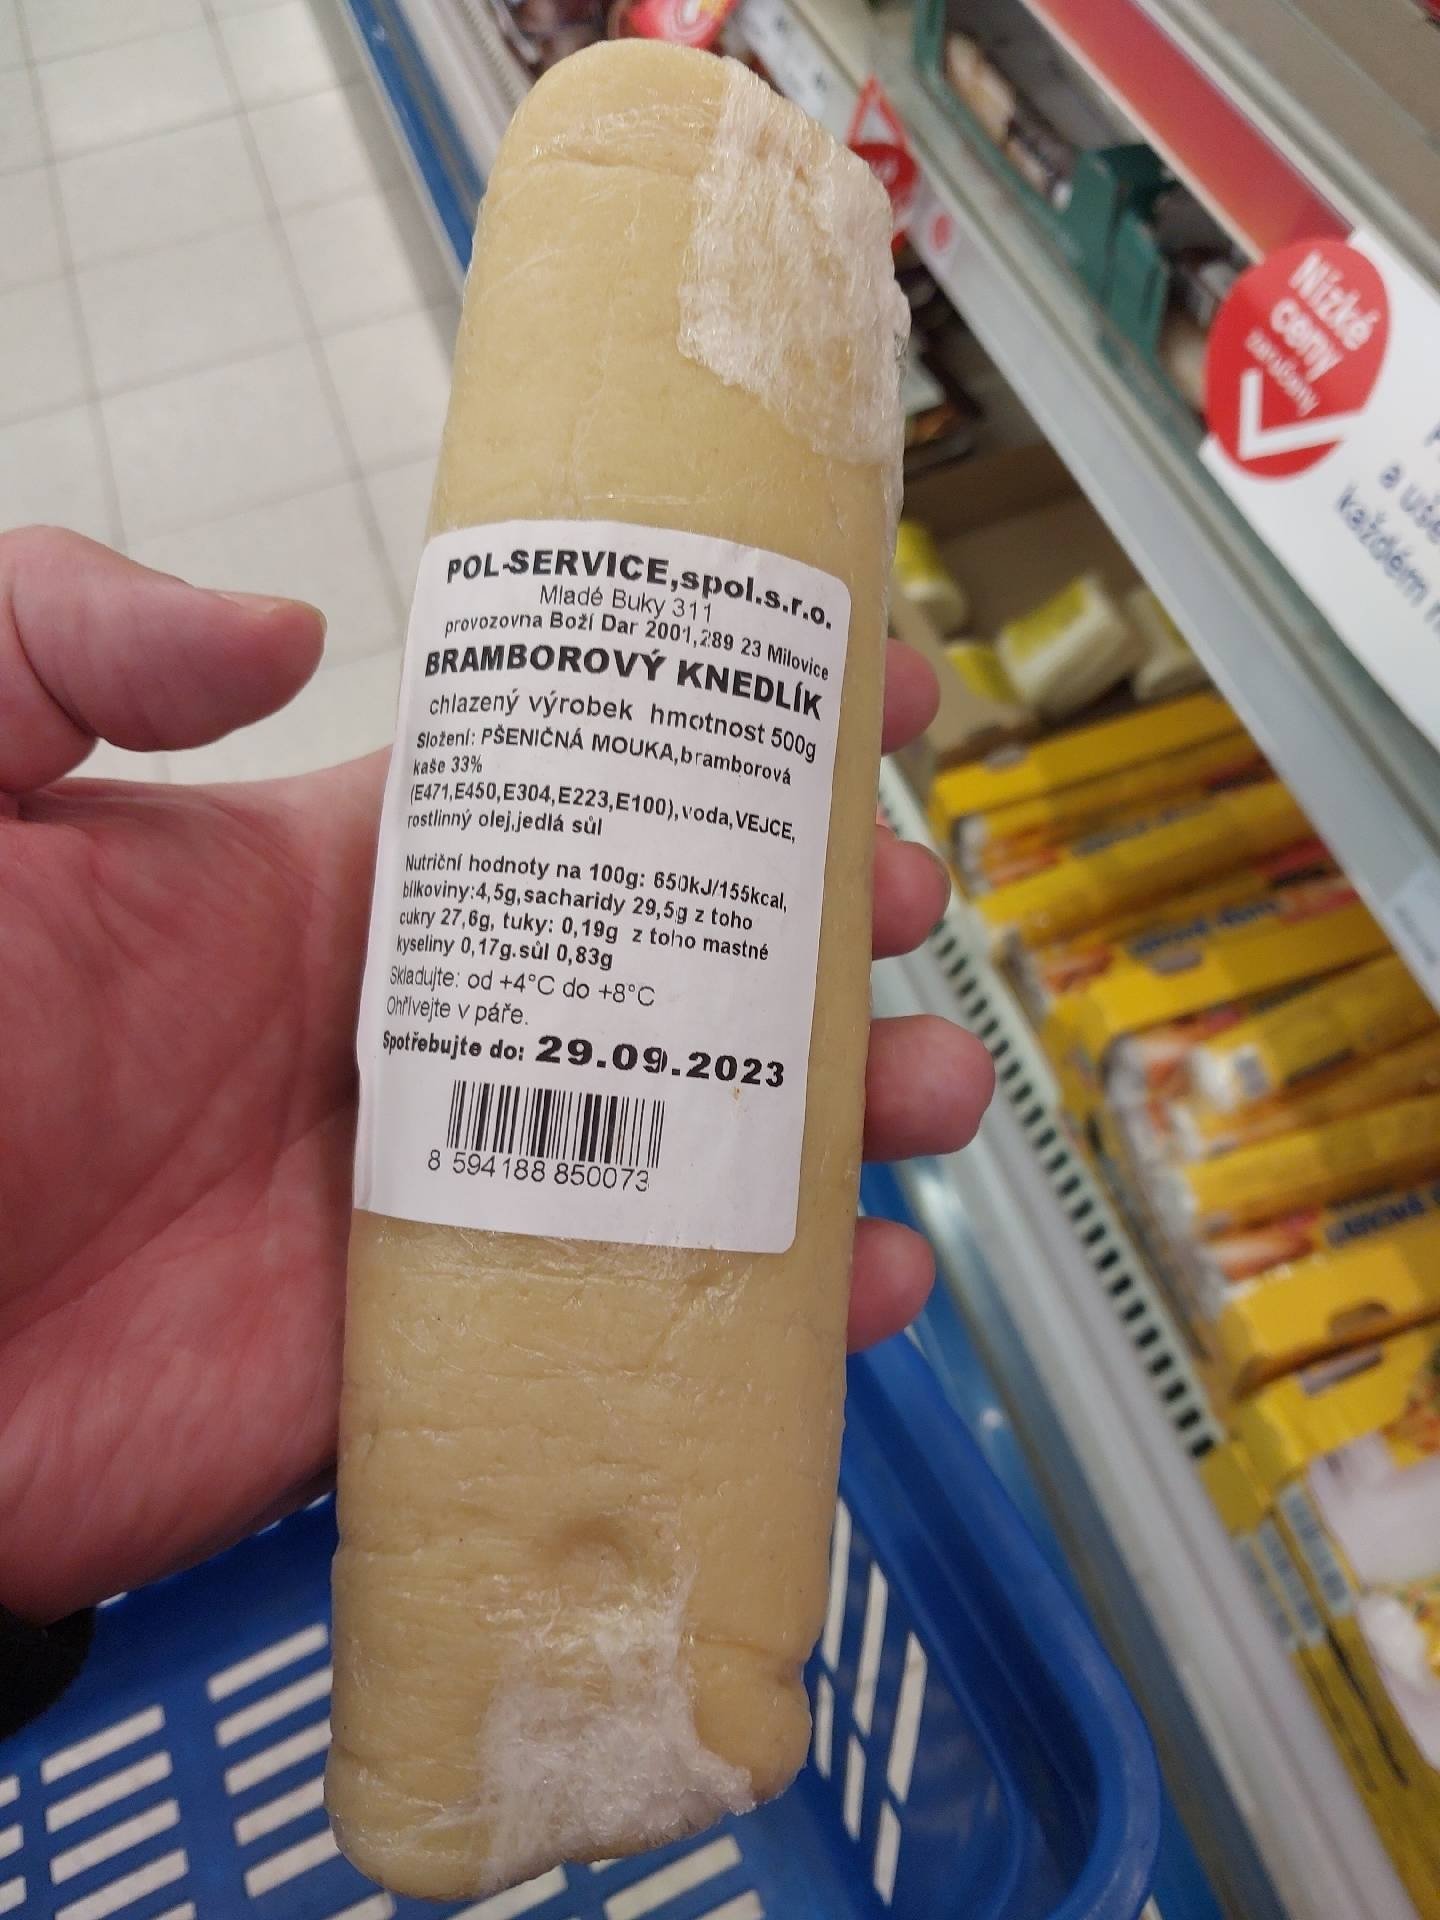 POL-SERVICE,spol.s.r.o.
Mladé Buky 311
provozovna Boží Dar 2001,289 23 Milovice
BRAMBOROVÝ KNEDLÍK
chlazený výrobek hmotnost 500g
Složení: PŠENIČNÁ MOUKA,bramborová
kaše 33%
(E471,E450,E304,E223,E100),voda,VEJCE,
rostlinný olej,jedlá sůl
Nutriční hodnoty na 100g: 650kJ/155kcal,
bílkoviny:4,5g,sacharidy 29,5g z toho
cukry 27,6g, tuky: 0,19g z toho mastné
kyseliny 0,17g.sůl 0,83g
Skladujte: od +4°C do +8°C
Ohřívejte v páře.
Spotřebujte do: 29.09.2023
8 594188 850073
Nízké
ceny
zaručeny
každém